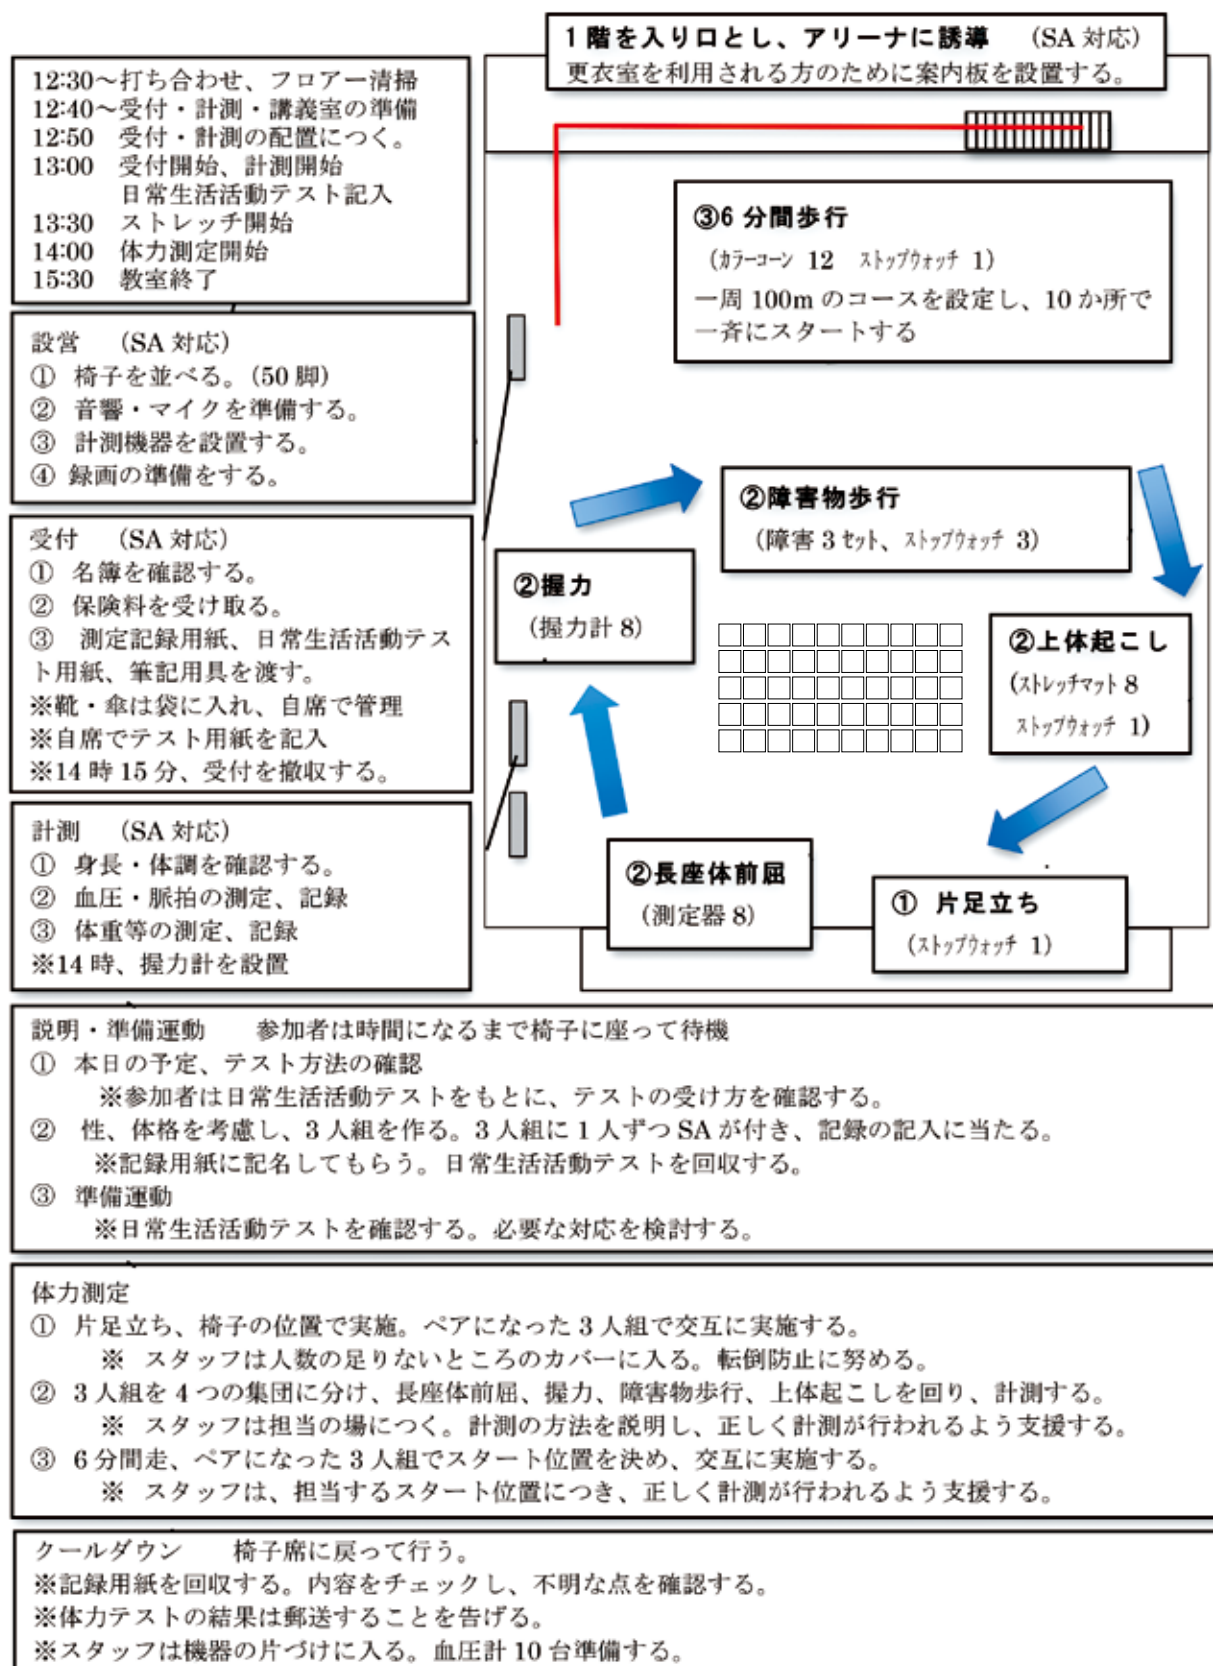 1階を入り口とし、アリーナに誘導　(SA 対応)
更衣室を利用される方のために案内板を設置する。
12:30～打ち合わせ、フロアー清掃
12:40～受付・計測・講義室の準備
12:50　受付・計測の配置につく。
13:00　受付開始、計測開始
日常生活活動テスト記入
13:30　ストレッチ開始
14:00　体力測定開始
15:30　教室終了
設営　(SA 対応)
①　椅子を並べる。(50 脚)
②　音響・マイクを準備する。
③　計測機器を設置する。
④　録画の準備をする。
受付　(SA 対応)
①　名簿を確認する。
②　保険料を受け取る。
③　測定記録用紙、日常生活活動テス
ト用紙、筆記用具を渡す。
※靴・傘は袋に入れ、自席で管理
※自席でテスト用紙を記入
※14 時 15 分、受付を撤収する。
計測　(SA 対応)
①　身長・体調を確認する。
②　血圧・脈拍の測定、記録
③　体重等の測定、記録
※14 時、握力計を設置
③6 分間歩行
(ｶﾗｰｺｰﾝ 12　ｽﾄｯﾌﾟｳｫｯﾁ 1)
一周 100m のコースを設定し、10 か所で
一斉にスタートする
②障害物歩行
(障害 3 ｾｯﾄ、ｽﾄｯﾌﾟｳｫｯﾁ 3)
②握力
(握力計 8)
②上体起こし
(ｽﾄﾚｯﾁﾏｯﾄ 8
ｽﾄｯﾌﾟｳｫｯﾁ 1)
②長座体前屈
(測定器 8)
①　片足立ち
(ｽﾄｯﾌﾟｳｫｯﾁ 1)
説明・準備運動　参加者は時間になるまで椅子に座って待機
①　本日の予定、テスト方法の確認
※参加者は日常生活活動テストをもとに、テストの受け方を確認する。
②　性、体格を考慮し、3 人組を作る。3 人組に 1 人ずつ SA が付き、記録の記入に当たる。
※記録用紙に記名してもらう。日常生活活動テストを回収する。
③　準備運動
※日常生活活動テストを確認する。必要な対応を検討する。
体力測定
①　片足立ち、椅子の位置で実施。ペアになった 3 人組で交互に実施する。
※　スタッフは人数の足りないところのカバーに入る。転倒防止に努める。
②　3 人組を 4 つの集団に分け、長座体前屈、握力、障害物歩行、上体起こしを回り、計測する。
※　スタッフは担当の場につく。計測の方法を説明し、正しく計測が行われるよう支援する。
③　6 分間走、ペアになった 3 人組でスタート位置を決め、交互に実施する。
※　スタッフは、担当するスタート位置につき、正しく計測が行われるよう支援する。
クールダウン　椅子席に戻って行う。
※記録用紙を回収する。内容をチェックし、不明な点を確認する。
※体力テストの結果は郵送することを告げる。
※スタッフは機器の片づけに入る。血圧計 10 台準備する。